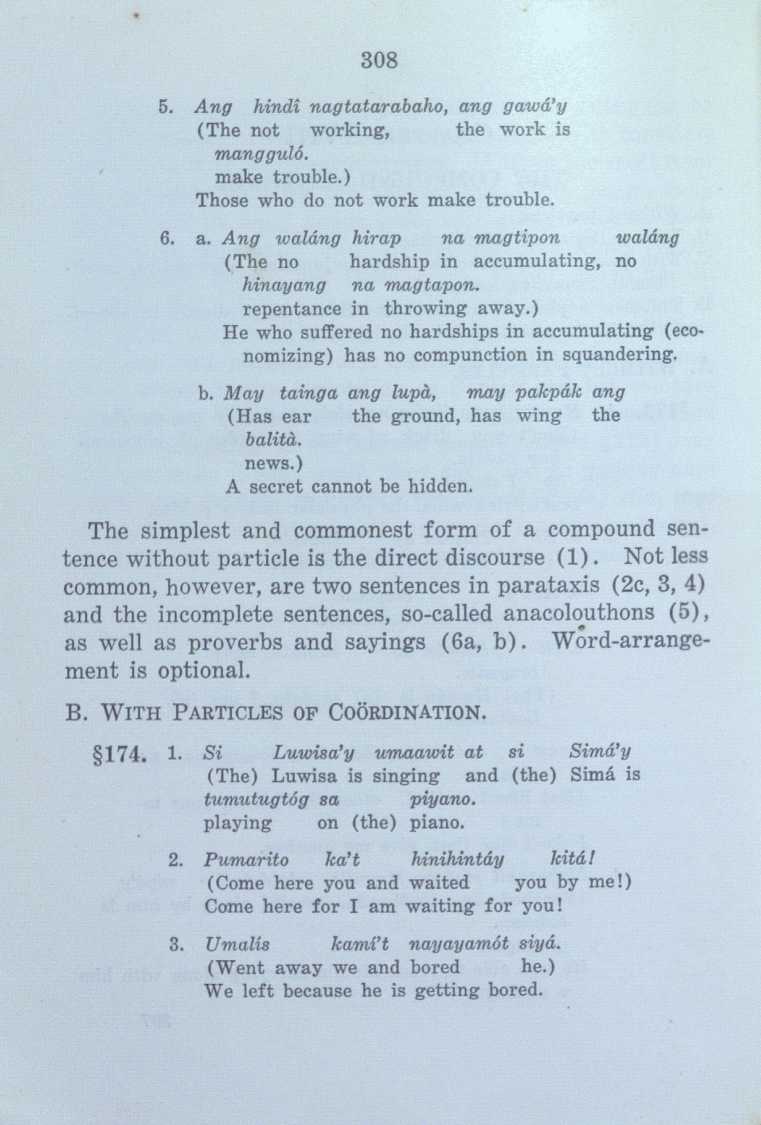 308
5. Ang hindî nagtatarabaho, ang gawá'y
(The not working, the work is
mangguló.
make trouble.)
Those who do not work make trouble.
6. a. Ang waláng hirap na magtipon waláng
(The no hardship in accumulating, no
hinayang na magtapon.
repentance in throwing away.)
He who suffered no hardships in accumulating (eco-
nomizing) has no compunction in squandering.
b. May tainga ang lupà, may pakpák ang
(Has ear the ground, has wing the
balità.
news.)
A secret cannot be hidden.
The simplest and commonest form of a compound sen-
tence without particle is the direct discourse (1). Not less
common, however, are two sentences in parataxis (2c, 3, 4)
and the incomplete sentences, so-called anacolouthons (5),
as well as proverbs and sayings (6a, b). Word-arrange-
ment is optional.
B. WITH PARTICLES OF COÖRDINATION.
§174. 1. Si Luwisa'y umaawit at si Simá'y
(The) Luwisa is singing and (the) Simá is
tumutugtóg sa piyano.
playing on (the) piano.
2. Pumarito ka't hinihintáy kitá!
(Come here you and waited you by me!)
Come here for I am waiting for you!
3. Umalis kamí't nayayamót siyá.
(Went away we and bored he.)
We left because he is getting bored.